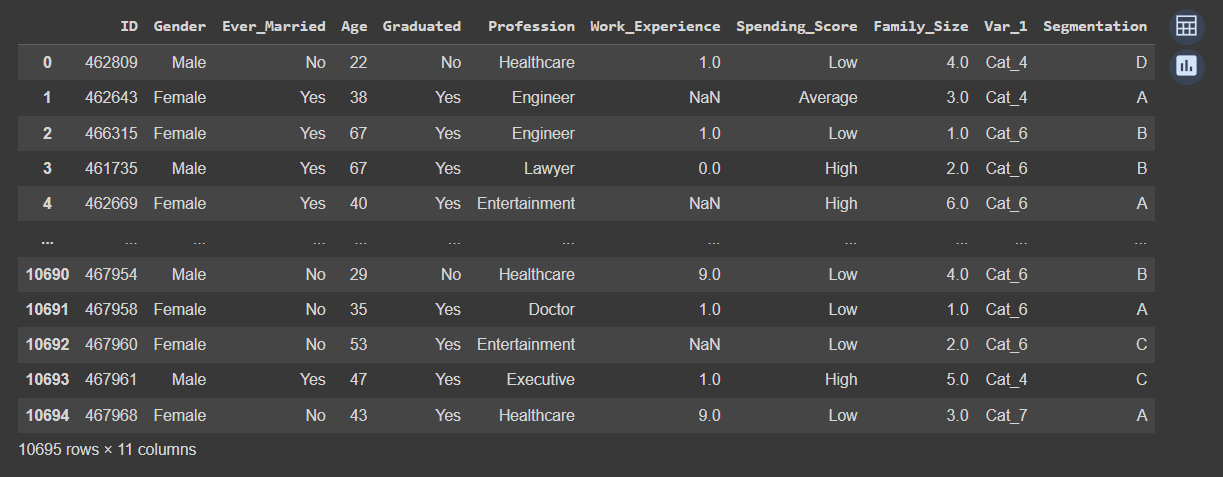 ID Gender Ever_Married Age Graduated Profession Work_Experience Spending_Score Family_Size Var_1 Segmentation
0 462809 Male No 22 No Healthcare 1.0 Low 4.0 Cat_4 D
1 462643 Female Yes 38 Yes Engineer NaN Average 3.0 Cat_4 A
2 466315 Female Yes 67 Yes Engineer 1.0 Low 1.0 Cat_6 B
3 461735 Male Yes 67 Yes Lawyer 0.0 High 2.0 Cat_6 B
4 462669 Female Yes 40 Yes Entertainment NaN High 6.0 Cat_6 A
... ... ... ... ... ... ... ... ... ... ... ...
10690 467954 Male No 29 No Healthcare 9.0 Low 4.0 Cat_6 B
10691 467958 Female No 35 Yes Doctor 1.0 Low 1.0 Cat_6 A
10692 467960 Female No 53 Yes Entertainment NaN Low 2.0 Cat_6 C
10693 467961 Male Yes 47 Yes Executive 1.0 High 5.0 Cat_4 C
10694 467968 Female No 43 Yes Healthcare 9.0 Low 3.0 Cat_7 A
10695 rows × 11 columns